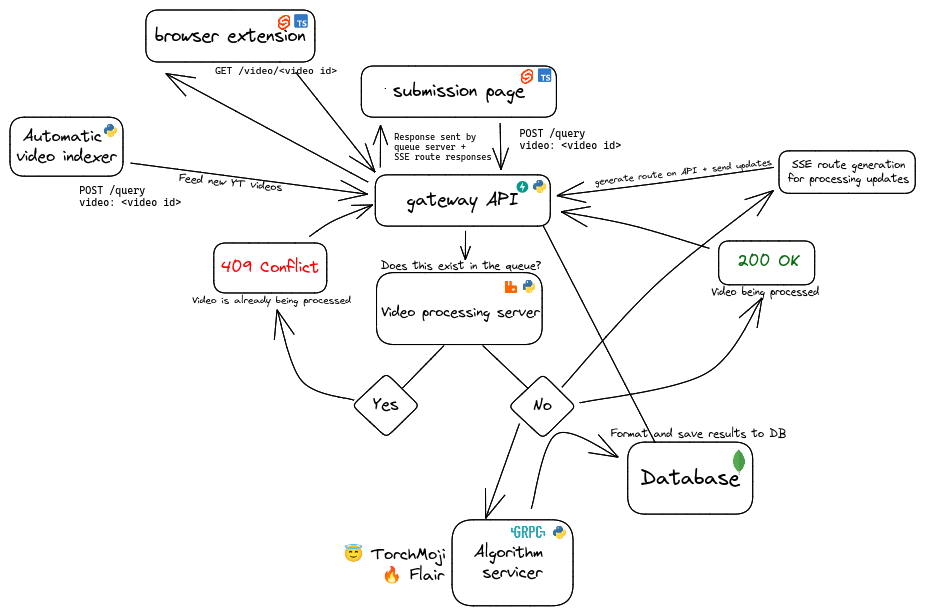 TS
browser extension
GET /video/<video id>
TS
submission page
Automatic
video indexer
Response sent by
queue server +
SSE route responses
POST /query
video: <video id>
SSE route generation
for processing updates
generate route on API + send updates
Feed new YT videos
POST /query
video: <video id>
gateway API
409 Conflict
Video is already being processed
Does this exist in the queue?
Video processing server
200 OK
Video being processed
Yes
No
Format and save results to DB
Database
GRPC
TorchMoji
Flair
Algorithm
servicer